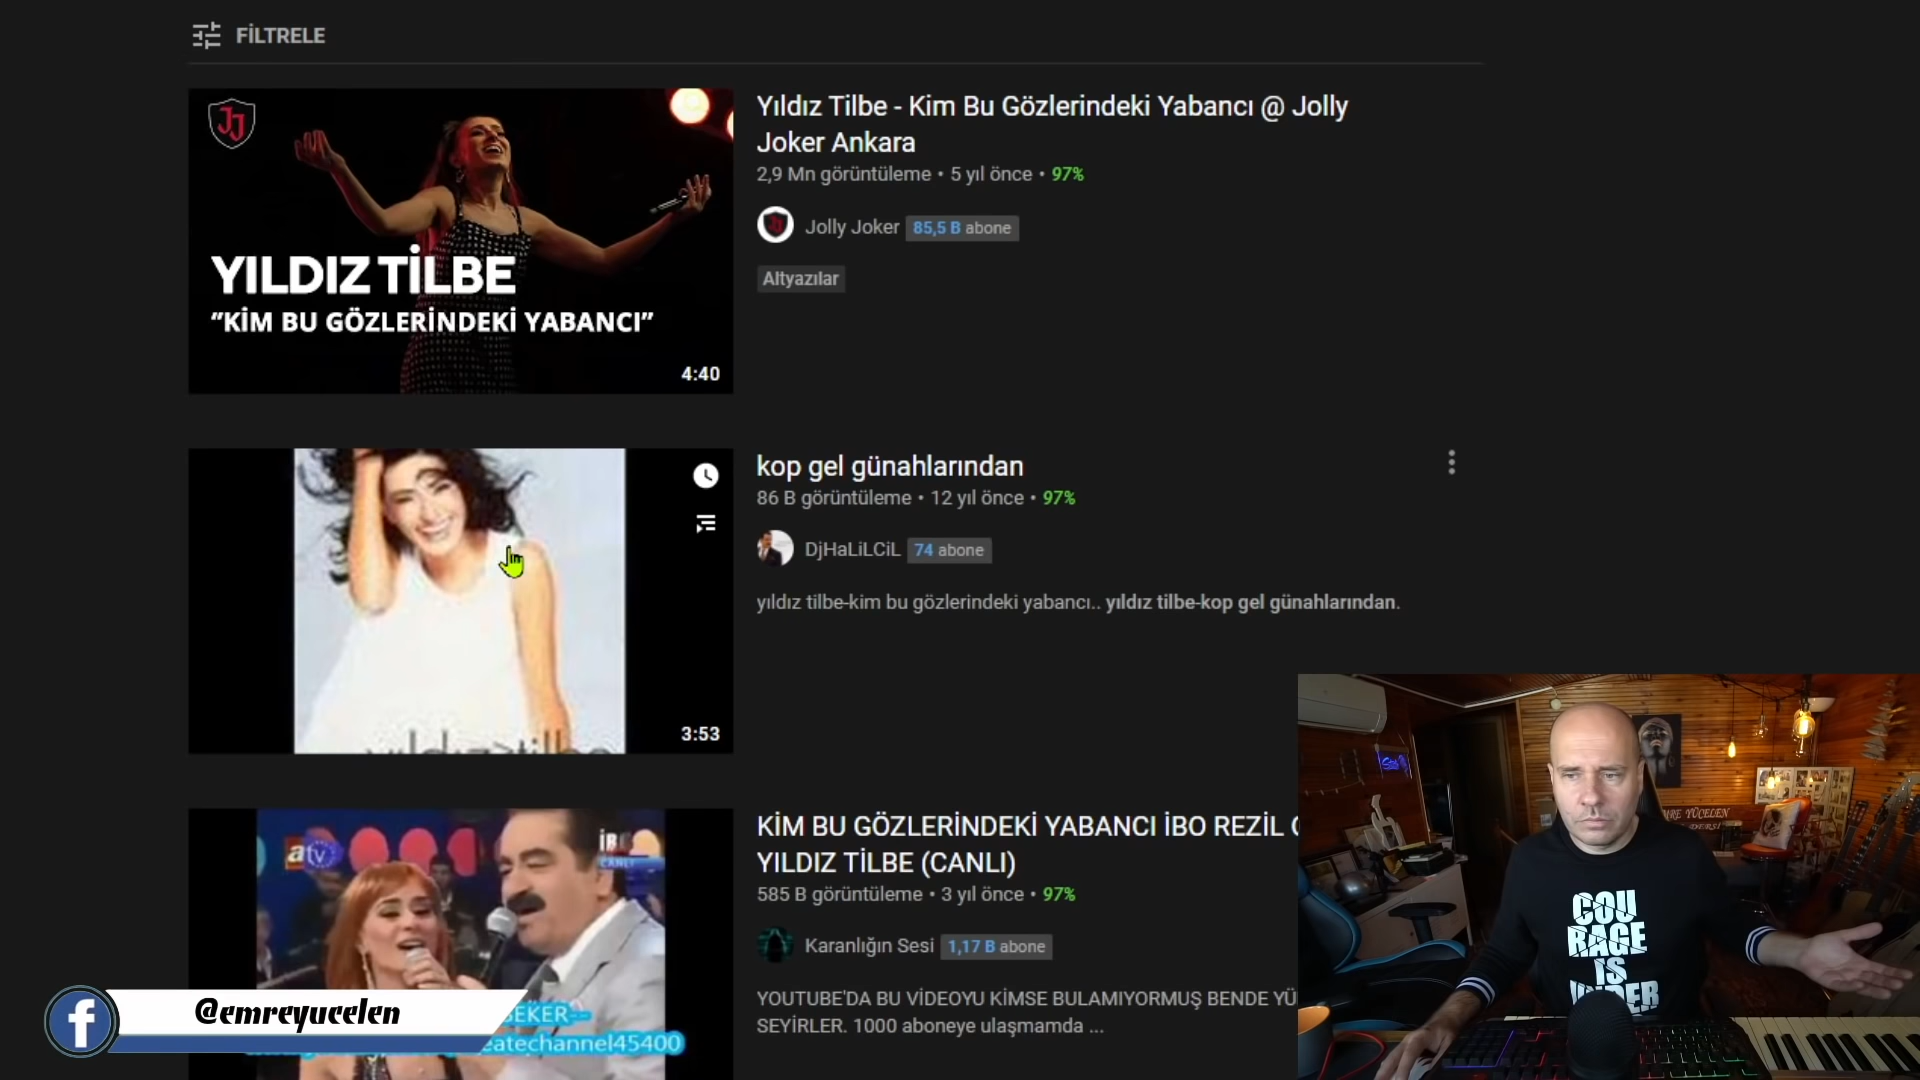 FİLTRELE
JJ
YILDIZ TİLBE
"KİM BU GÖZLERİNDEKİ YABANCI"
4:40
Yıldız Tilbe - Kim Bu Gözlerindeki Yabancı @ Jolly
Joker Ankara
2,9 Mn görüntüleme • 5 yıl önce • 97%
Jolly Joker 85,5 B abone
Altyazılar
3:53
kop gel günahlarından
86 B görüntüleme • 12 yıl önce • 97%
DjHaLiLCiL 74 abone
yıldız tilbe-kim bu gözlerindeki yabancı.. yıldız tilbe-kop gel günahlarından.
atv
CANLI
KİM BU GÖZLERİNDEKİ YABANCI İBO REZİL
YILDIZ TİLBE (CANLI)
585 B görüntüleme • 3 yıl önce • 97%
Karanlığın Sesi 1,17 B abone
YOUTUBE'DA BU VİDEOYU KİMSE BULAMIYORMUŞ BENDE YÜ
SEYİRLER. 1000 aboneye ulaşmamda ...
f @emreyucelen
ŞEKER--
eatechannel45400
COU
RAGE
IS